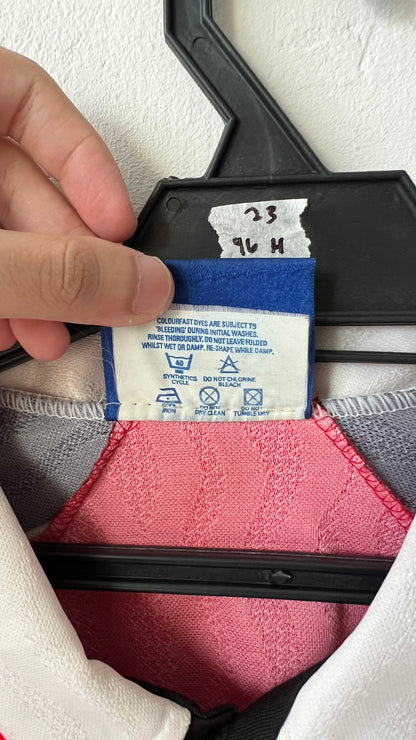 23
96 H
COLOURFAST DYES ARE SUBJECT TO
'BLEEDING' DURING INITIAL WASHES.
RINSE THOROUGHLY. DO NOT LEAVE FOLDED
WHILST WET OR DAMP. RE-SHAPE WHILE DAMP.
40
SYNTHETICS CYCLE
DO NOT CHLORINE BLEACH
IRON
DO NOT DRY CLEAN
DO NOT TUMBLE DRY